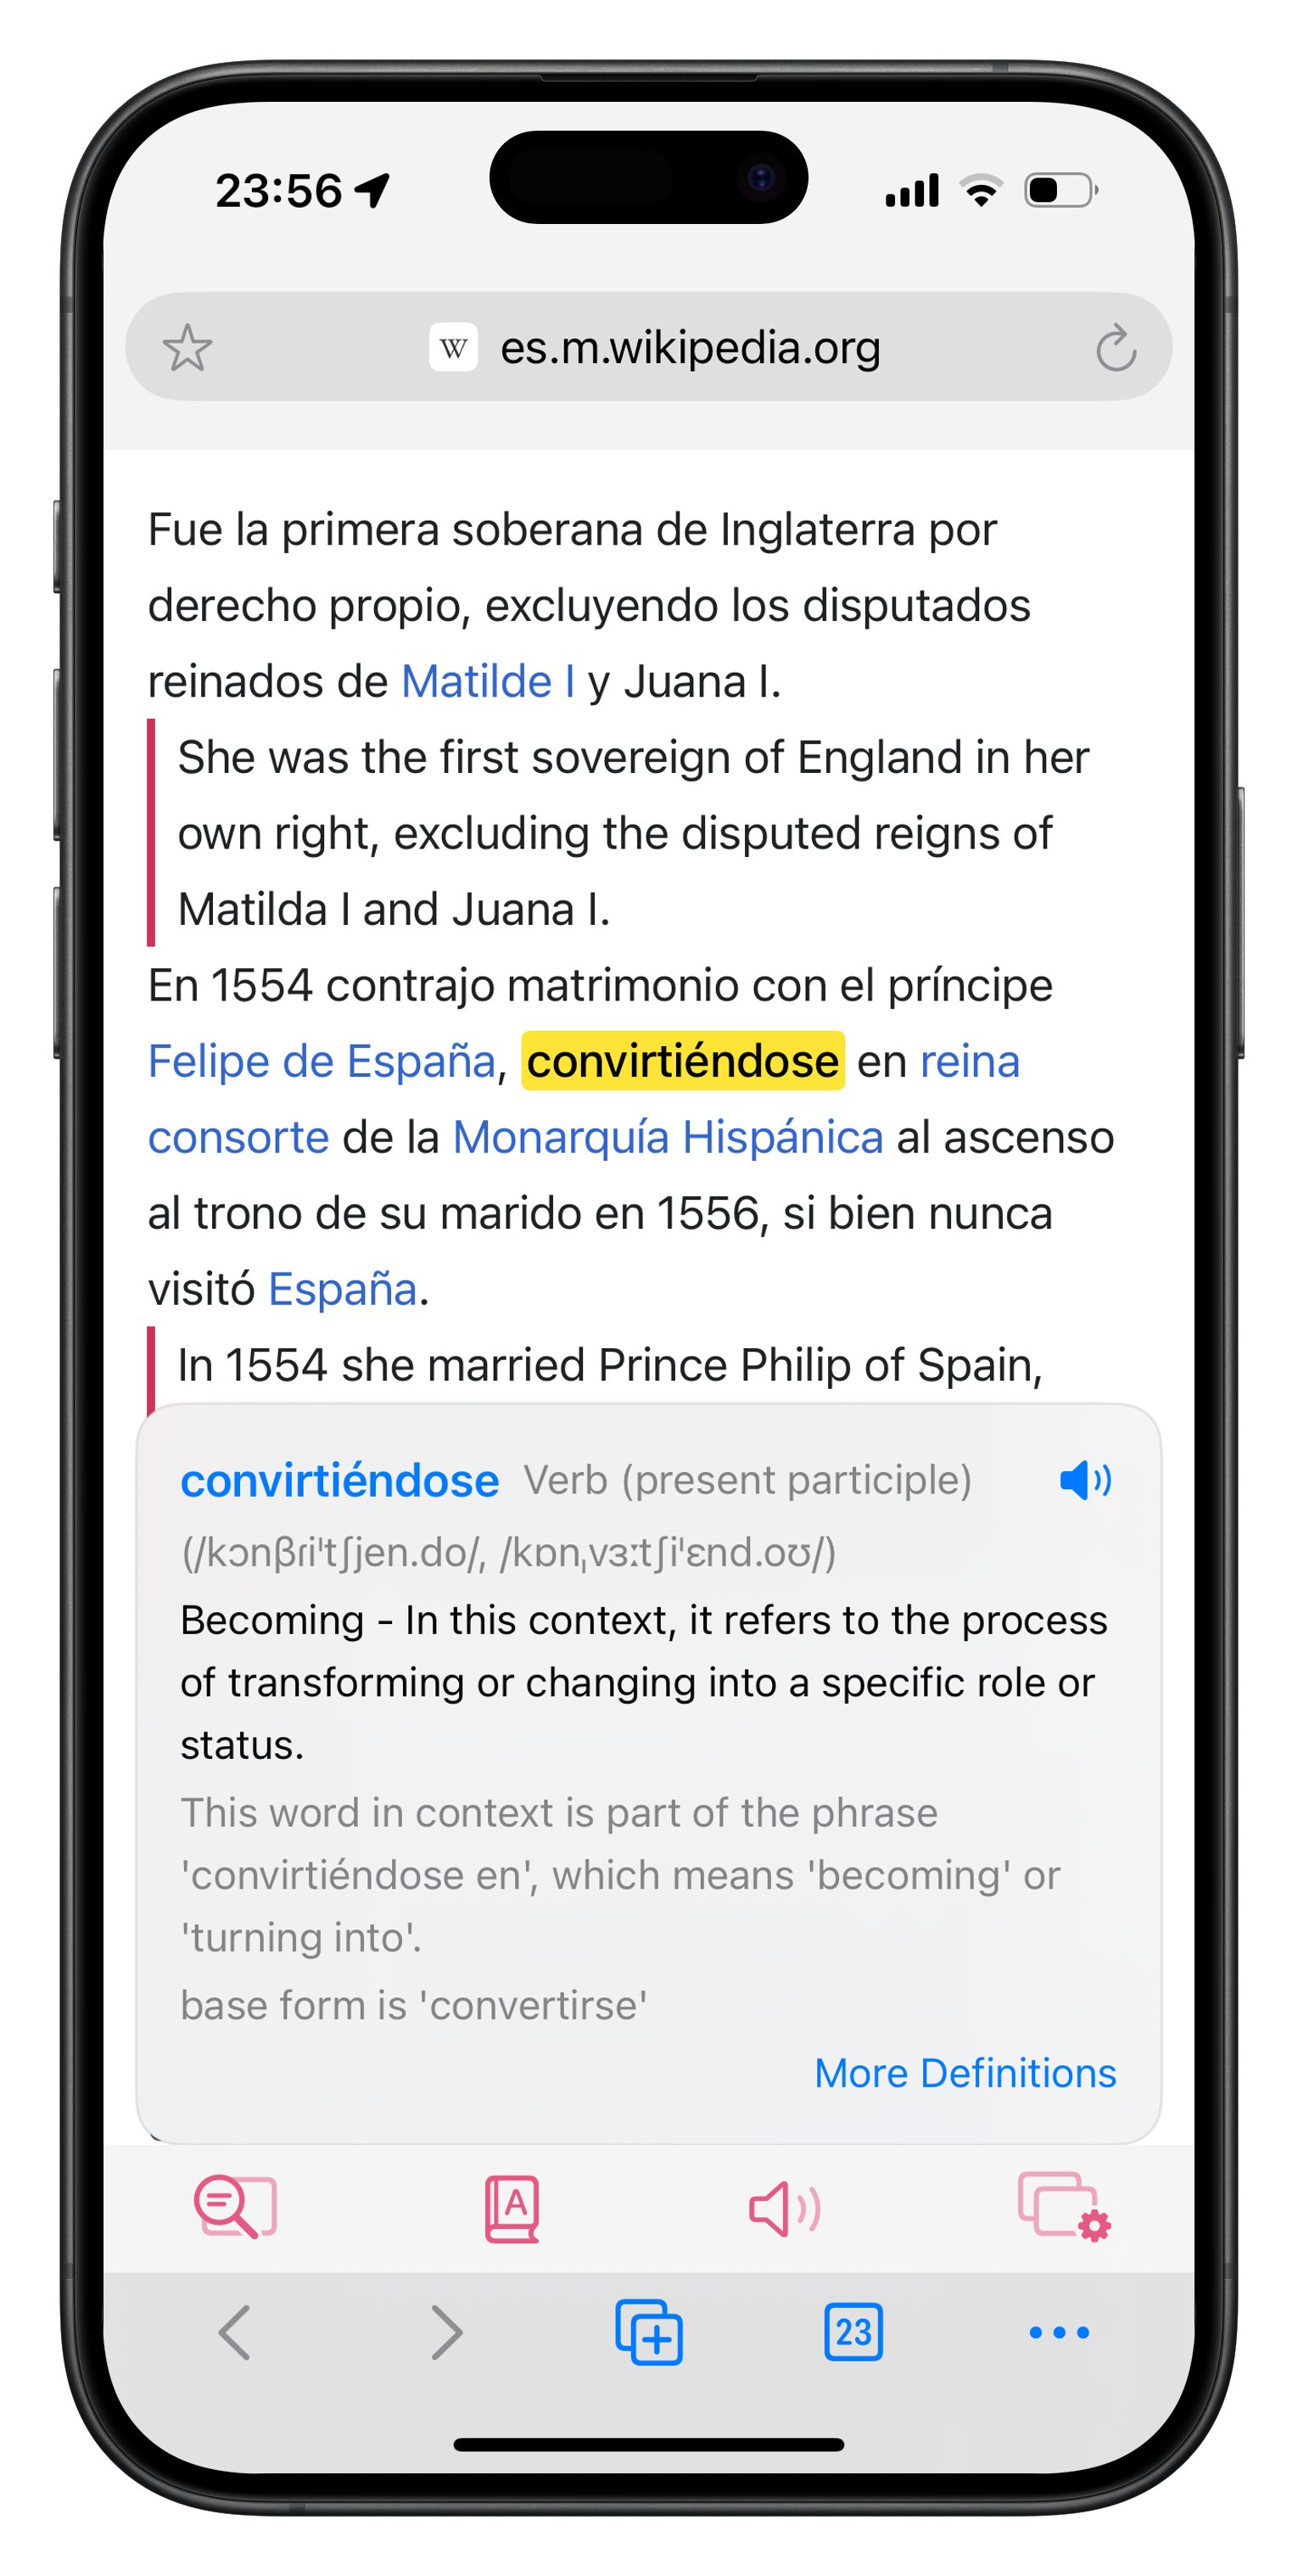 23:56
W es.m.wikipedia.org
Fue la primera soberana de Inglaterra por
derecho propio, excluyendo los disputados
reinados de Matilde I y Juana I.
She was the first sovereign of England in her
own right, excluding the disputed reigns of
Matilda I and Juana I.
En 1554 contrajo matrimonio con el príncipe
Felipe de España, convirtiéndose en reina
consorte de la Monarquía Hispánica al ascenso
al trono de su marido en 1556, si bien nunca
visitó España.
In 1554 she married Prince Philip of Spain,
convirtiéndose Verb (present participle)
(/kɔnβɾiˈtʃjen.do/, /kɒnˌvɜːtʃiˈɛnd.oʊ/)
Becoming - In this context, it refers to the process
of transforming or changing into a specific role or
status.
This word in context is part of the phrase
'convirtiéndose en', which means 'becoming' or
'turning into'.
base form is 'convertirse'
More Definitions
A
23